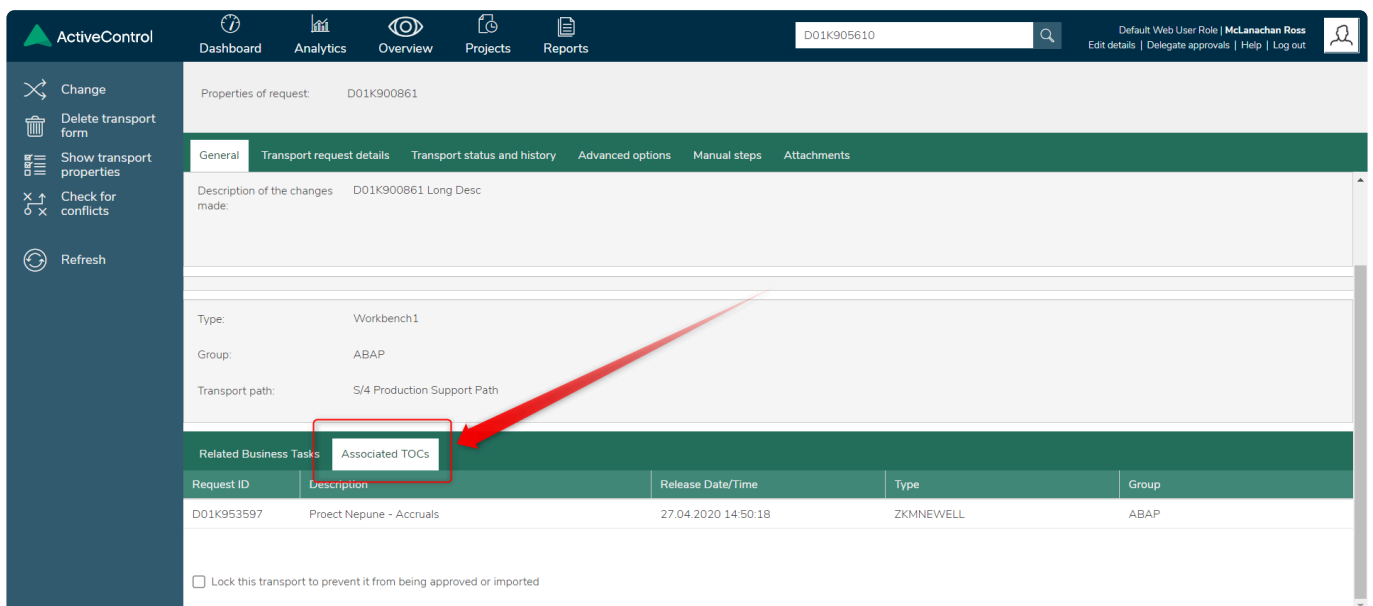 ActiveControl
Dashboard
Analytics
Overview
Projects
Reports
D01K905610
Default Web User Role | McLanachan Ross
Edit details | Delegate approvals | Help | Log out
Change
Delete transport
form
Show transport
properties
Check for
conflicts
Refresh
Properties of request: D01K900861
General Transport request details Transport status and history Advanced options Manual steps Attachments
Description of the changes D01K900861 Long Desc
made:
Type: Workbench1
Group: ABAP
Transport path: S/4 Production Support Path
Related Business Tasks Associated TOCs
Request ID Description Release Date/Time Type Group
D01K953597 Proect Nepune - Accruals 27.04.2020 14:50:18 ZKMNEWELL ABAP
Lock this transport to prevent it from being approved or imported